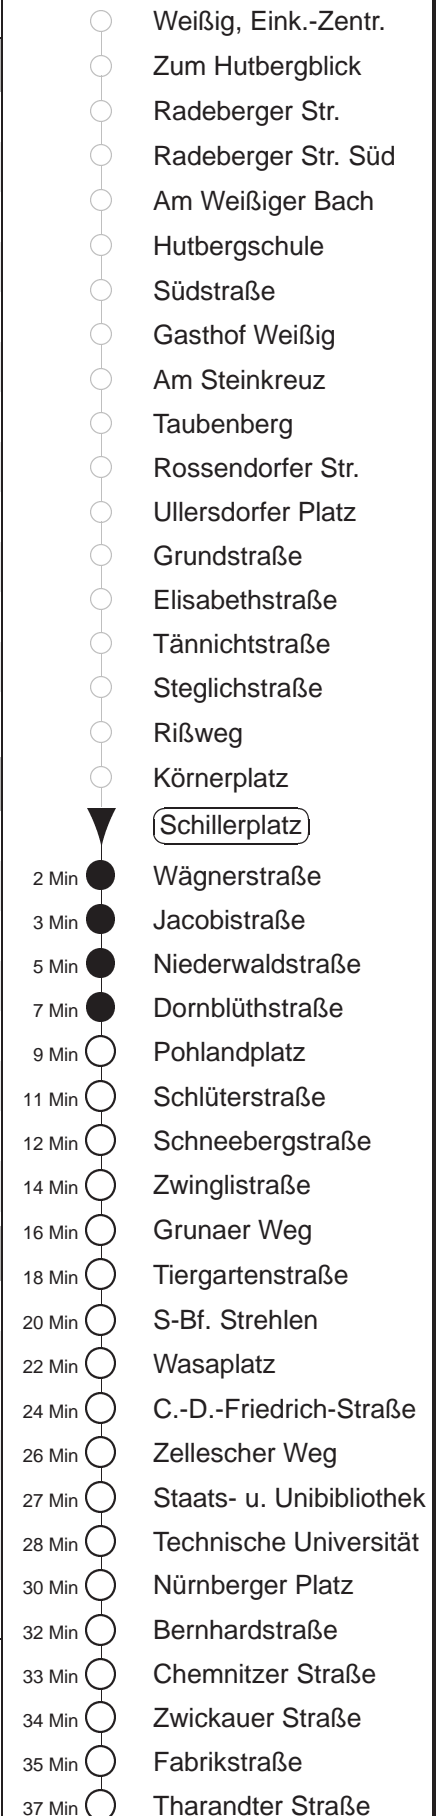 Weißig, Eink.-Zentr.
Zum Hutbergblick
Radeberger Str.
Radeberger Str. Süd
Am Weißiger Bach
Hutbergschule
Südstraße
Gasthof Weißig
Am Steinkreuz
Taubenberg
Rossendorfer Str.
Ullersdorfer Platz
Grundstraße
Elisabethstraße
Tännichtstraße
Steglichstraße
Rißweg
Körnerplatz
Schillerplatz
2 Min Wägnerstraße
3 Min Jacobistraße
5 Min Niederwaldstraße
7 Min Dornblüthstraße
9 Min Pohlandplatz
11 Min Schlüterstraße
12 Min Schneebergstraße
14 Min Zwinglistraße
16 Min Grunaer Weg
18 Min Tiergartenstraße
20 Min S-Bf. Strehlen
22 Min Wasaplatz
24 Min C.-D.-Friedrich-Straße
26 Min Zellescher Weg
27 Min Staats- u. Unibibliothek
28 Min Technische Universität
30 Min Nürnberger Platz
32 Min Bernhardstraße
33 Min Chemnitzer Straße
34 Min Zwickauer Straße
35 Min Fabrikstraße
37 Min Tharandter Straße